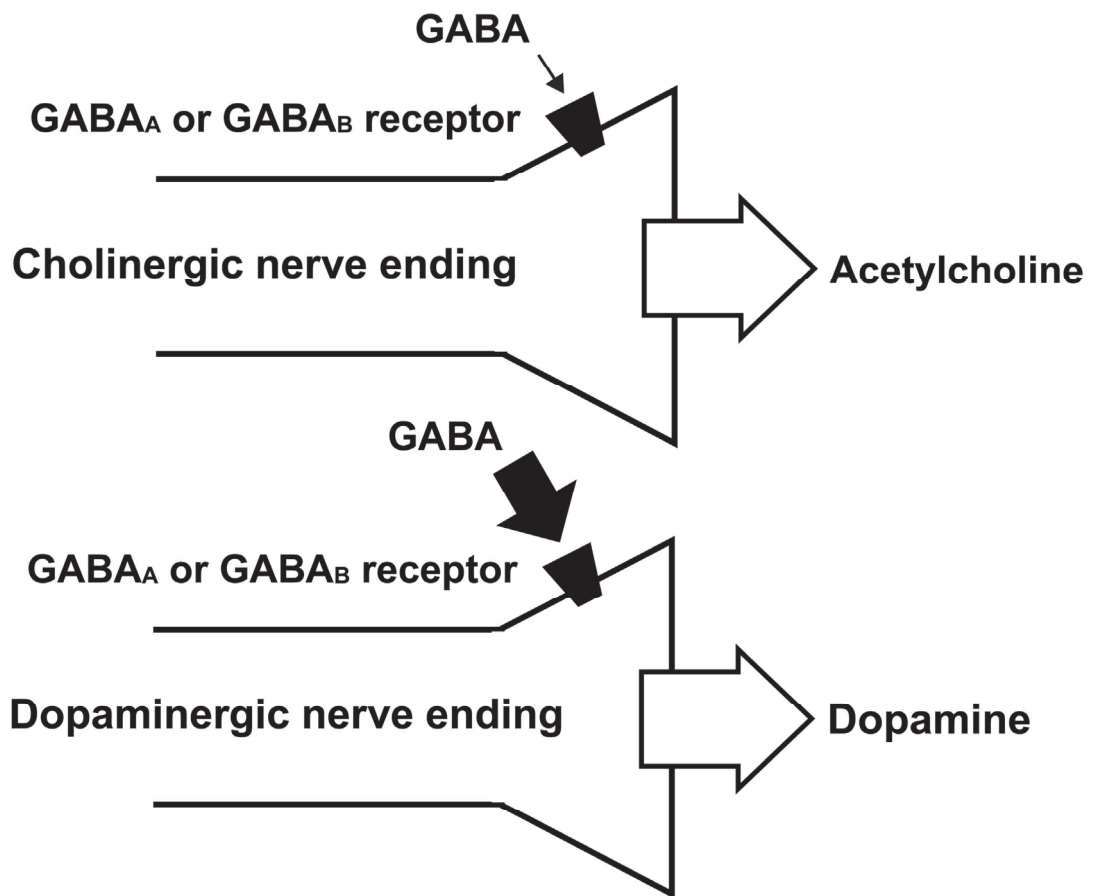 GABA
GABAA or GABAB receptor
Cholinergic nerve ending
Acetylcholine
GABA
GABAA or GABAB receptor
Dopaminergic nerve ending
Dopamine